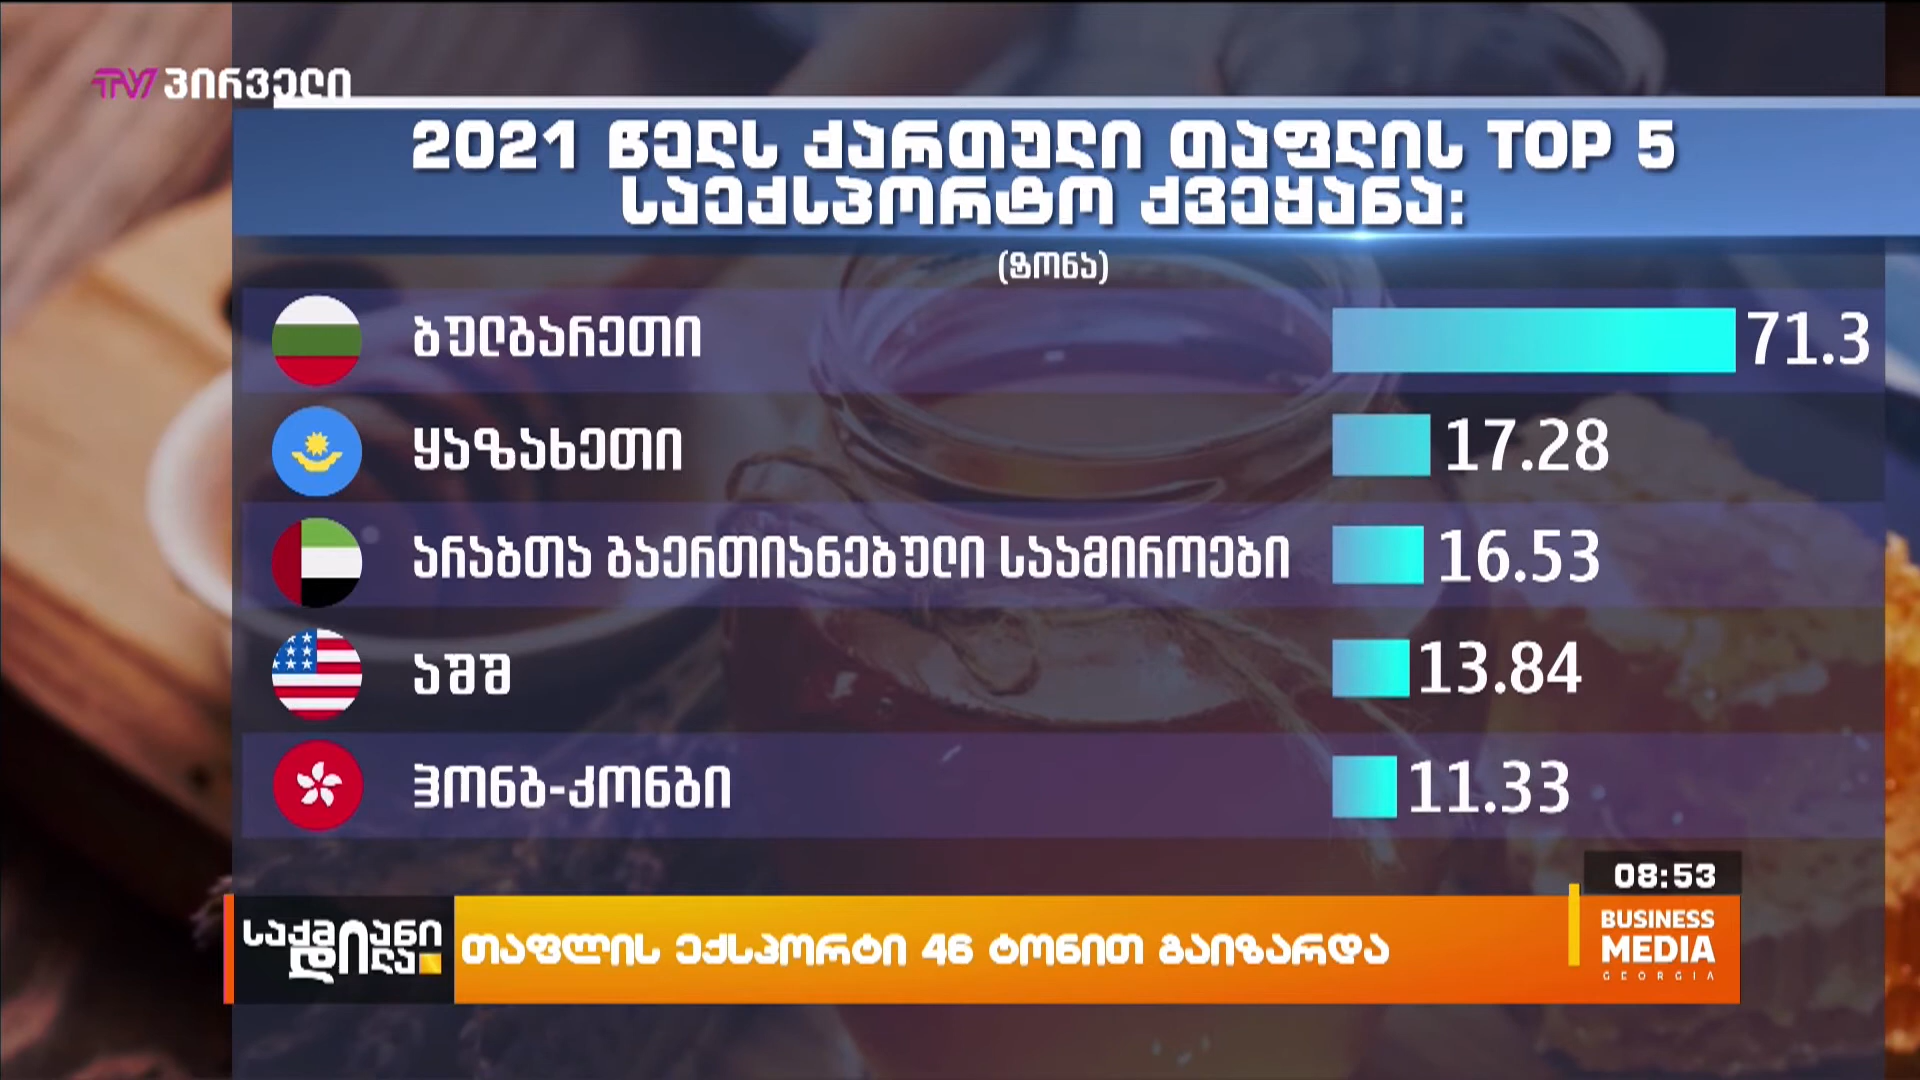 TV პირველი
2021 წელს ქართული თაფლის TOP 5
საექსპორტო ქვეყანა:
(ტონა)
ბულგარეთი 71.3
ყაზახეთი 17.28
არაბთა გაერთიანებული საამიროები 16.53
აშშ 13.84
ჰონგ-კონგი 11.33
08:53
საქმიანი დილა
თაფლის ექსპორტი 46 ტონით გაიზარდა
BUSINESS
MEDIA
GEORGIA